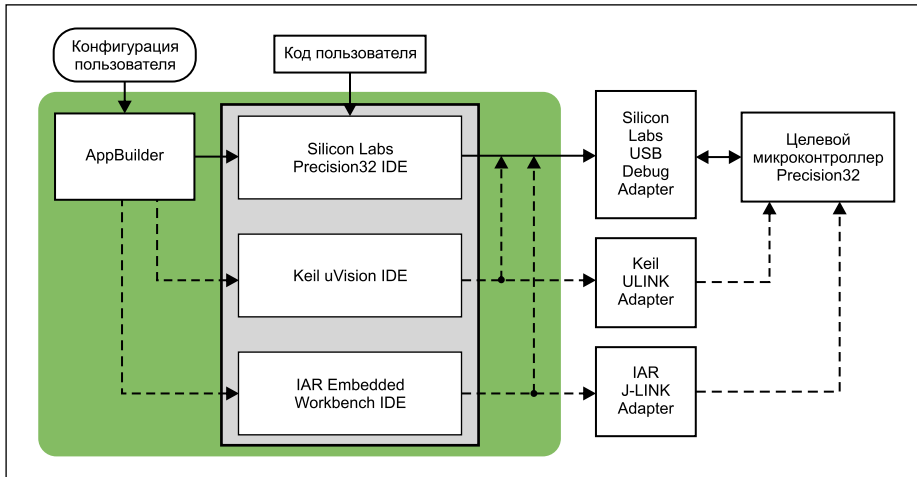 Конфигурация
пользователя
Код пользователя
AppBuilder
Silicon Labs
Precision32 IDE
Silicon
Labs
USB
Debug
Adapter
Целевой
микроконтроллер
Precision32
Keil uVision IDE
Keil
ULINK
Adapter
IAR Embedded
Workbench IDE
IAR
J-LINK
Adapter